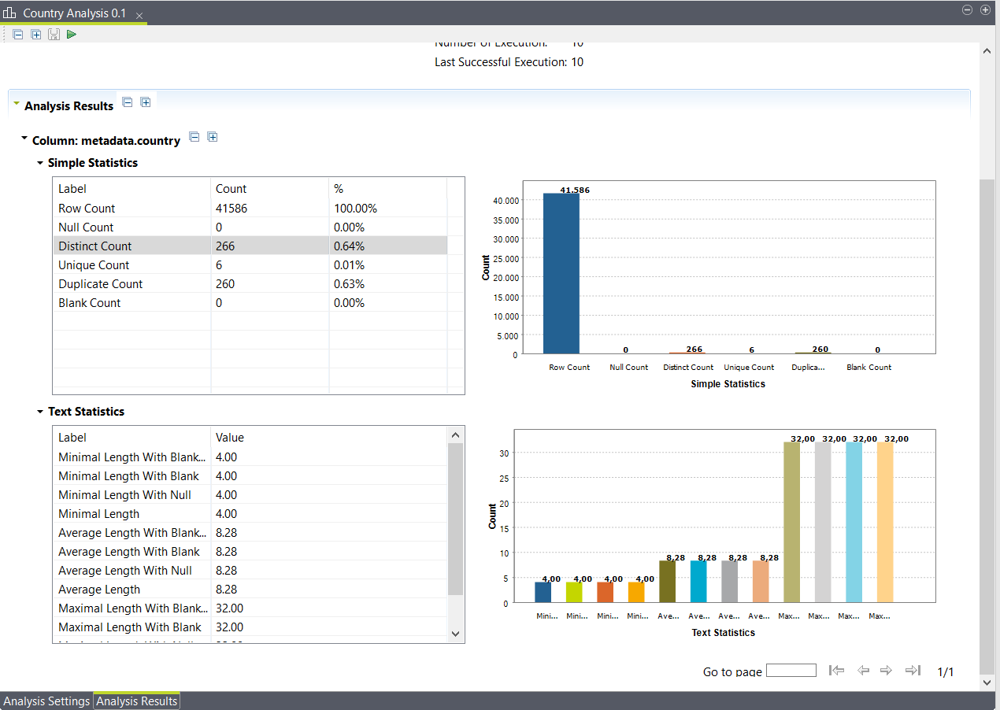 Country Analysis 0.1
Number of Execution: 10
Last Successful Execution: 10
Analysis Results
Column: metadata.country
Simple Statistics
Label Count %
Row Count 41586 100.00%
Null Count 0 0.00%
Distinct Count 266 0.64%
Unique Count 6 0.01%
Duplicate Count 260 0.63%
Blank Count 0 0.00%
41.586
40.000
35.000
30.000
25.000
20.000
15.000
10.000
5.000
0
Count
0 266 6 260 0
Row Count Null Count Distinct Count Unique Count Duplica... Blank Count
Simple Statistics
Text Statistics
Label Value
Minimal Length With Blank... 4.00
Minimal Length With Blank 4.00
Minimal Length With Null 4.00
Minimal Length 4.00
Average Length With Blank... 8.28
Average Length With Blank 8.28
Average Length With Null 8.28
Average Length 8.28
Maximal Length With Blank... 32.00
Maximal Length With Blank 32.00
32,00 32,00 32,00 32,00
30
25
20
15
10
5
0
Count
8,28 8,28 8,28 8,28
4,00 4,00 4,00 4,00
Mini... Mini... Mini... Mini... Ave... Ave... Ave... Ave... Max... Max... Max... Max...
Text Statistics
Go to page 1/1
Analysis Settings Analysis Results